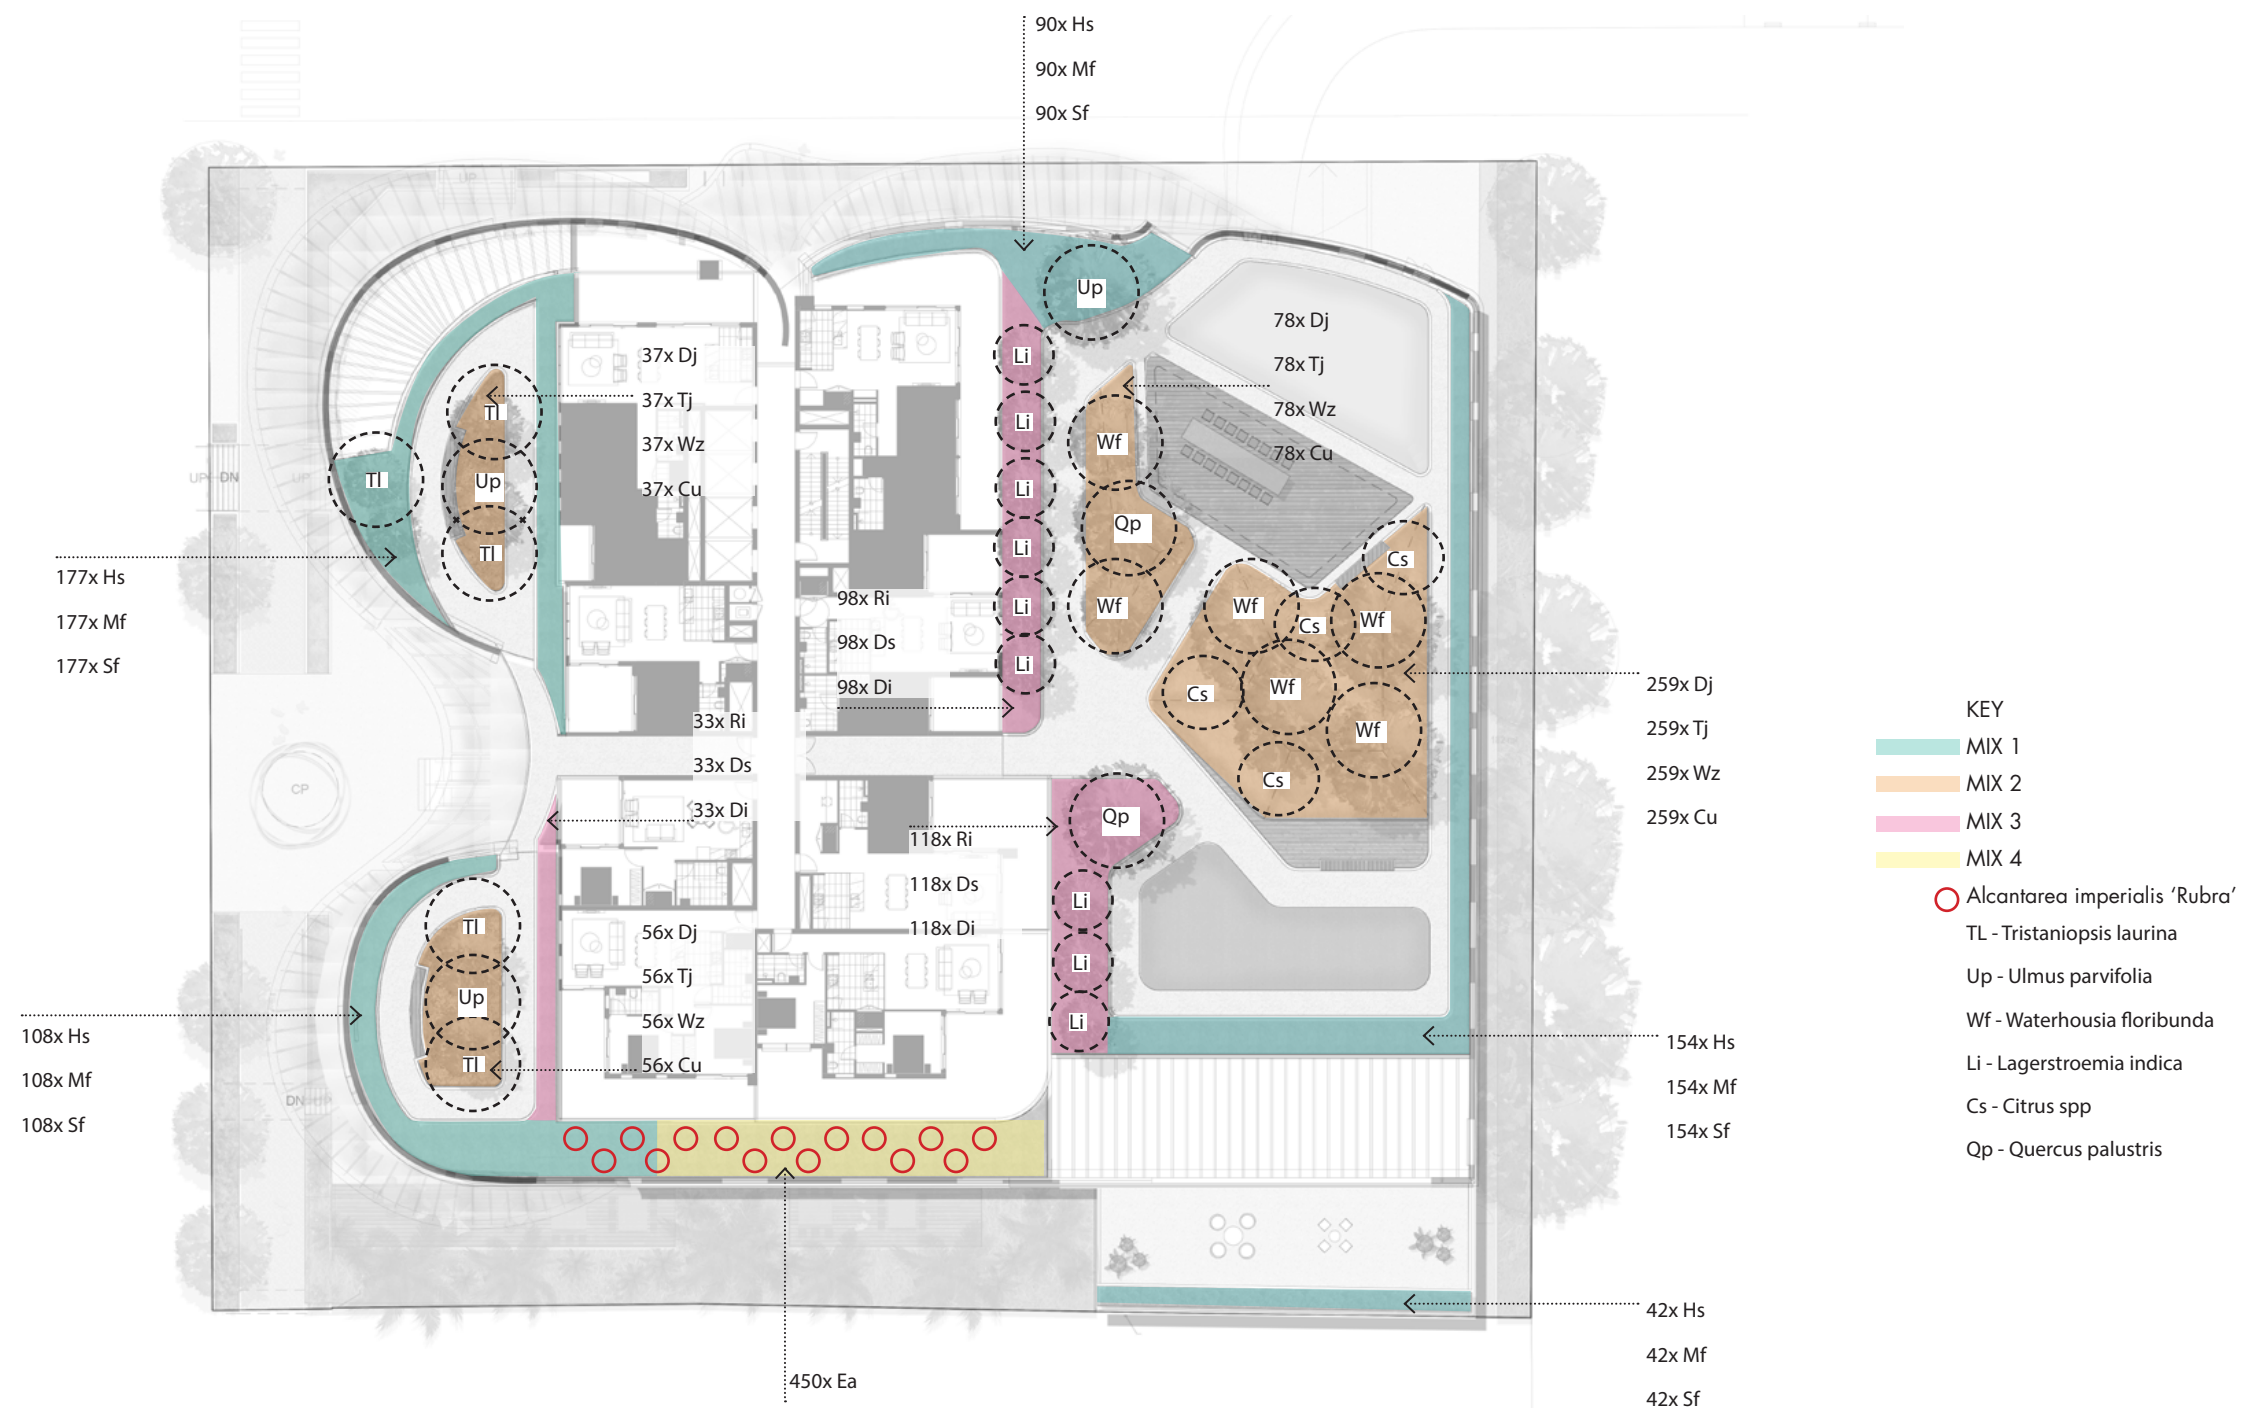 90x Hs
90x Mf
90x Sf
UP
37x Dj
37x Tj
37x Wz
37x Cu
78x Dj
78x Tj
78x Wz
78x Cu
Up
Li
Li
Li
Li
Li
Li
Tl
Tl
Up
Tl
UP
DN
UP
Wf
Qp
Wf
Cs
Wf
Cs
Wf
Cs
Wf
Wf
Cs
177x Hs
177x Mf
177x Sf
98x Ri
98x Ds
98x Di
33x Ri
33x Ds
33x Di
259x Dj
259x Tj
259x Wz
259x Cu
CP
Qp
118x Ri
118x Ds
118x Di
Li
Li
Li
56x Dj
56x Tj
56x Wz
56x Cu
Tl
Up
Tl
DN
108x Hs
108x Mf
108x Sf
154x Hs
154x Mf
154x Sf
450x Ea
42x Hs
42x Mf
42x Sf
KEY
MIX 1
MIX 2
MIX 3
MIX 4
Alcantarea imperialis ‘Rubra’
TL - Tristaniopsis laurina
Up - Ulmus parvifolia
Wf - Waterhousia floribunda
Li - Lagerstroemia indica
Cs - Citrus spp
Qp - Quercus palustris